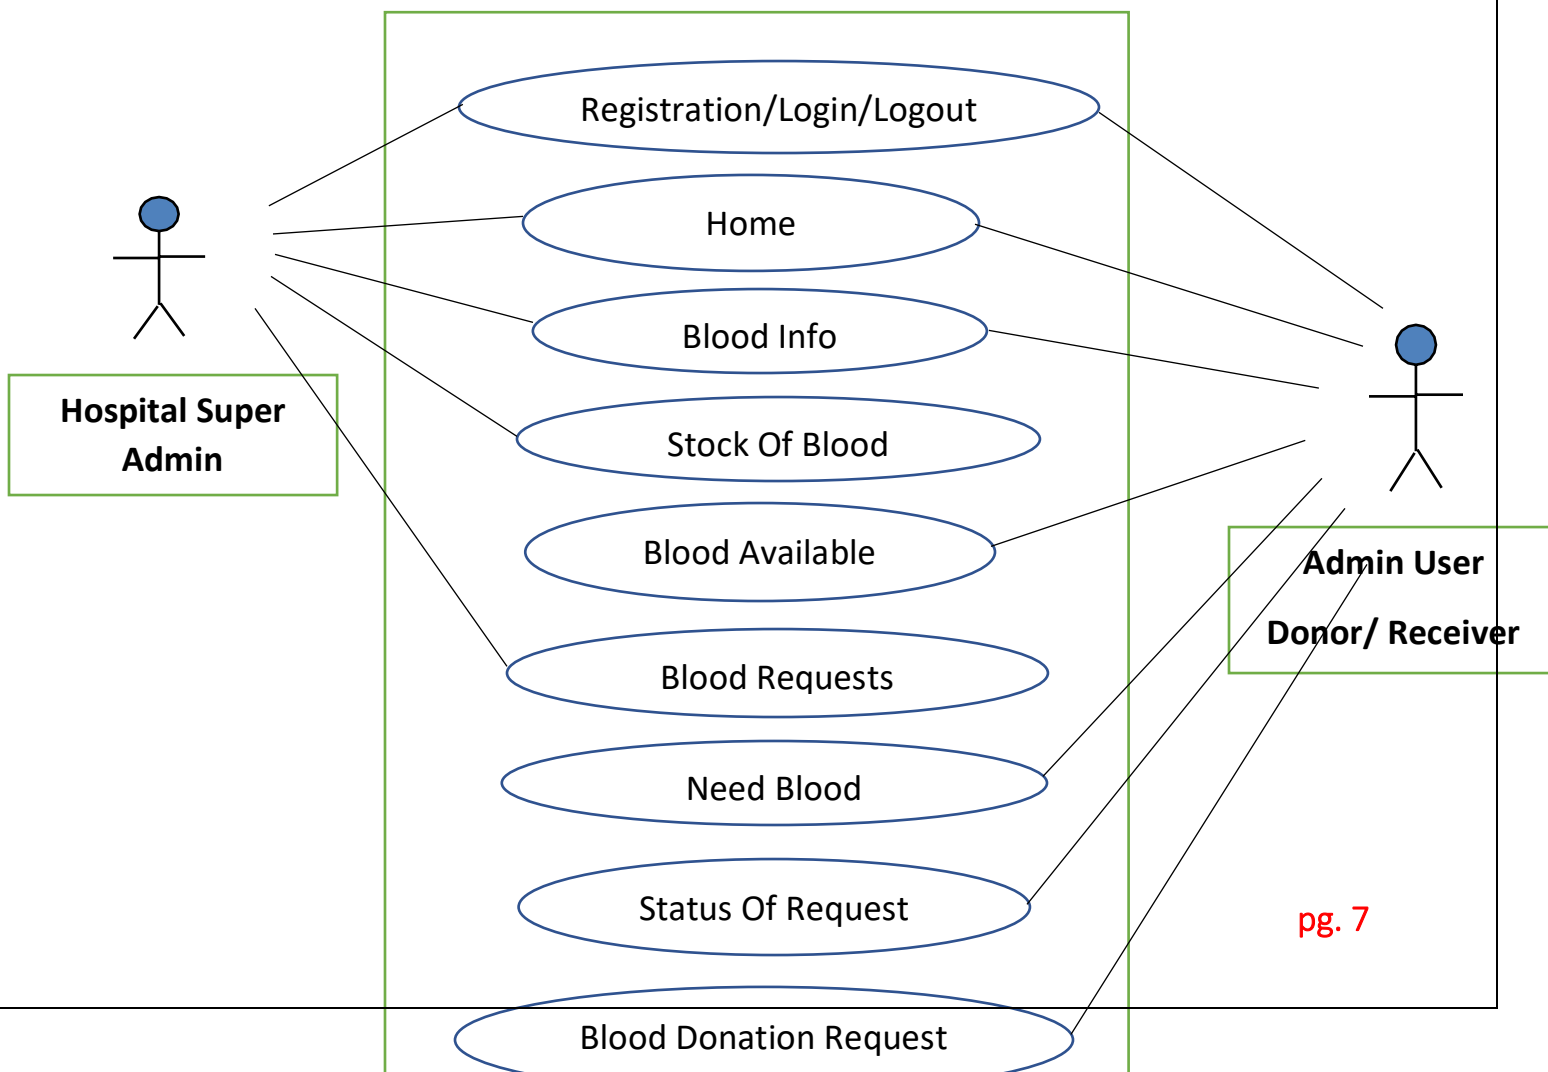 Registration/Login/Logout
Home
Blood Info
Hospital Super
Admin
Stock Of Blood
Blood Available
Admin User
Donor/ Receiver
Blood Requests
Need Blood
Status Of Request
pg. 7
Blood Donation Request